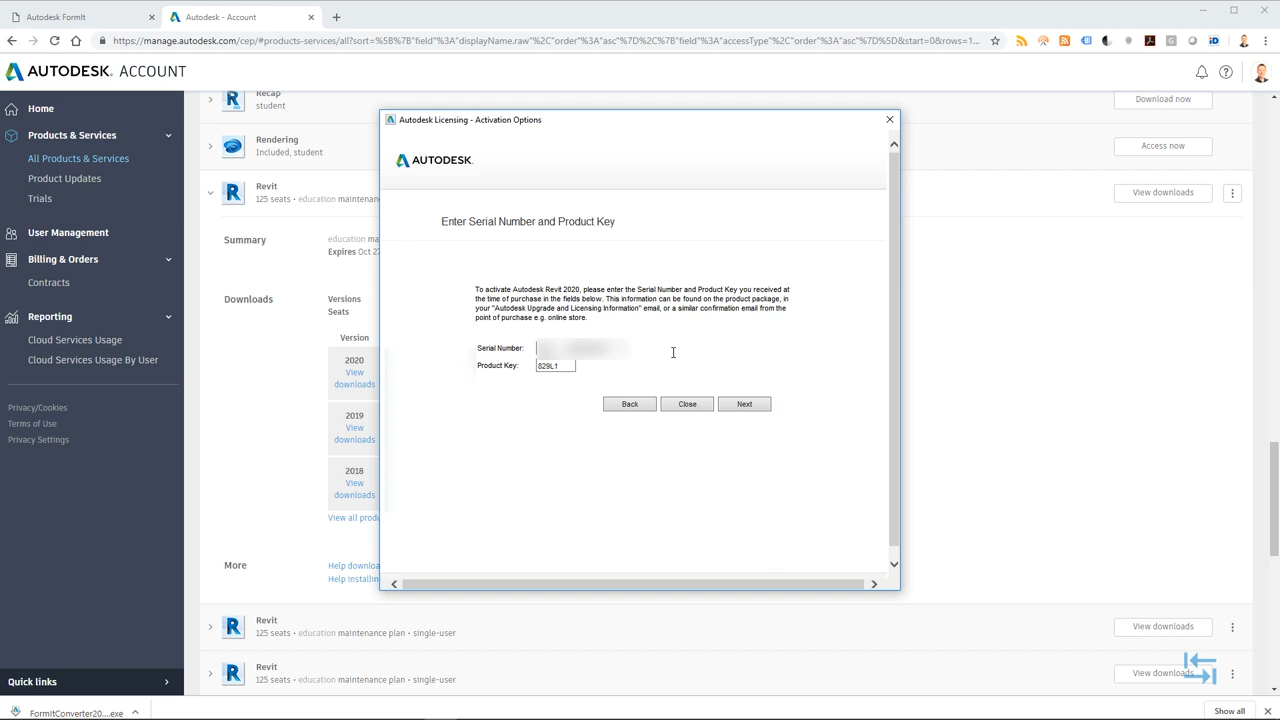 Autodesk FormIt
Autodesk - Account
https://manage.autodesk.com/cep/#products-services/all?sort=%5B%7B"field"%3A"displayName.raw"%2C"order"%3A"asc"%7D%2C%7B"field"%3A"accessType"%2C"order"%3A"asc"%7D%5D&start=0&rows=1...
AUTODESK. ACCOUNT
Home
Products & Services
All Products & Services
Product Updates
Trials
User Management
Billing & Orders
Contracts
Reporting
Cloud Services Usage
Cloud Services Usage By User
Privacy/Cookies
Terms of Use
Privacy Settings
Quick links
Recap
student
Download now
Rendering
Included, student
Access now
Revit
125 seats • education maintenan
View downloads
Summary
education ma
Expires Oct 27
Downloads
Versions
Seats
Version
2020
View
downloads
2019
View
downloads
2018
View
downloads
View all produ
More
Help downloa
Help installin
Revit
125 seats • education maintenance plan • single-user
View downloads
Revit
125 seats • education maintenance plan • single-user
View downloads
Autodesk Licensing - Activation Options
AUTODESK.
Enter Serial Number and Product Key
To activate Autodesk Revit 2020, please enter the Serial Number and Product Key you received at
the time of purchase in the fields below. This information can be found on the product package, in
your "Autodesk Upgrade and Licensing Information" email, or a similar confirmation email from the
point of purchase e.g. online store.
Serial Number:
Product Key: 829L1
Back
Close
Next
FormItConverter20....exe
Show all